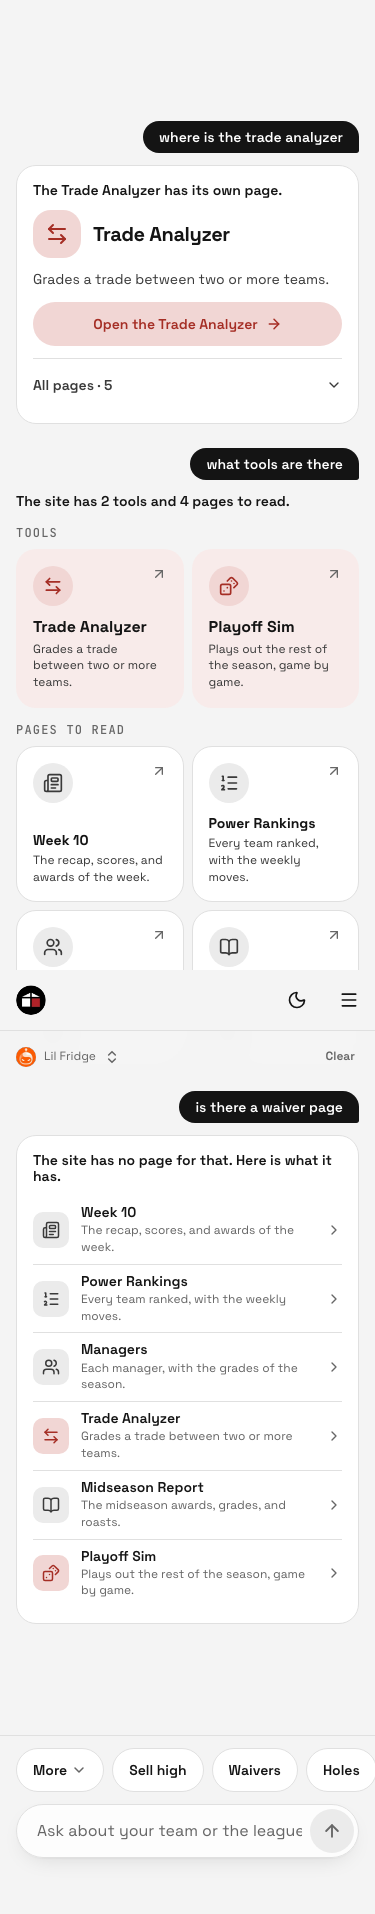 where is the trade analyzer
The Trade Analyzer has its own page.
Trade Analyzer
Grades a trade between two or more teams.
Open the Trade Analyzer
All pages · 5
what tools are there
The site has 2 tools and 4 pages to read.
TOOLS
Trade Analyzer
Grades a trade
between two or more
teams.
Playoff Sim
Plays out the rest of
the season, game by
game.
PAGES TO READ
Week 10
The recap, scores, and
awards of the week.
Power Rankings
Every team ranked,
with the weekly
moves.
Lil Fridge
Clear
is there a waiver page
The site has no page for that. Here is what it
has.
Week 10
The recap, scores, and awards of the
week.
Power Rankings
Every team ranked, with the weekly
moves.
Managers
Each manager, with the grades of the
season.
Trade Analyzer
Grades a trade between two or more
teams.
Midseason Report
The midseason awards, grades, and
roasts.
Playoff Sim
Plays out the rest of the season, game
by game.
More
Sell high
Waivers
Holes
Ask about your team or the league